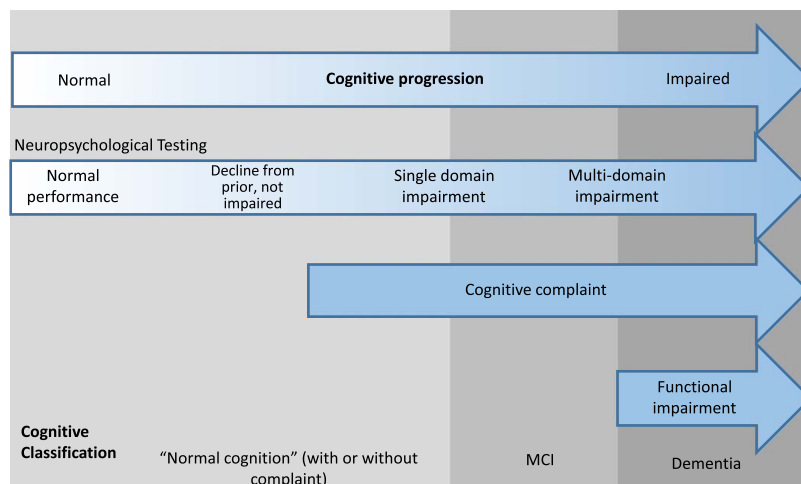 Normal
Cognitive progression
Impaired
Neuropsychological Testing
Normal
performance
Decline from
prior, not
impaired
Single domain
impairment
Multi-domain
impairment
Cognitive complaint
Functional
impairment
Cognitive
Classification
“Normal cognition” (with or without
complaint)
MCI
Dementia